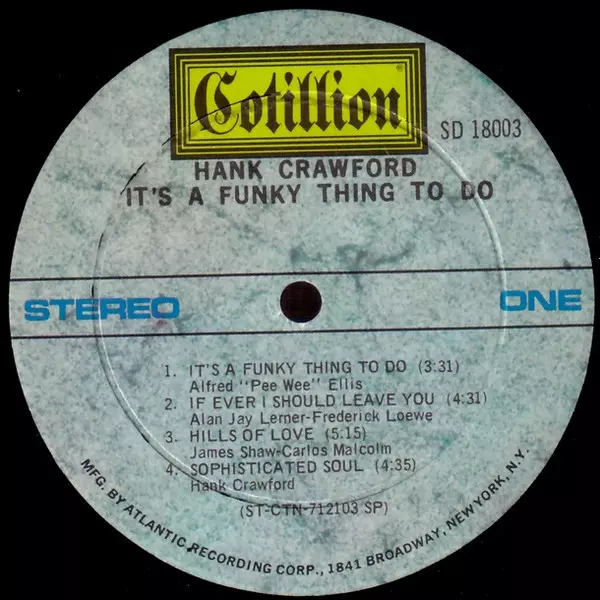 Cotillion
SD 18003
HANK CRAWFORD
IT'S A FUNKY THING TO DO
STEREO
ONE
1. IT'S A FUNKY THING TO DO (3:31)
Alfred "Pee Wee" Ellis
2. IF EVER I SHOULD LEAVE YOU (4:31)
Alan Jay Lerner-Frederick Loewe
3. HILLS OF LOVE (5:15)
James Shaw-Carlos Malcolm
4. SOPHISTICATED SOUL (4:35)
Hank Crawford
(ST-CTN-712103 SP)
MFG. BY ATLANTIC RECORDING CORP., 1841 BROADWAY, NEW YORK, N.Y.